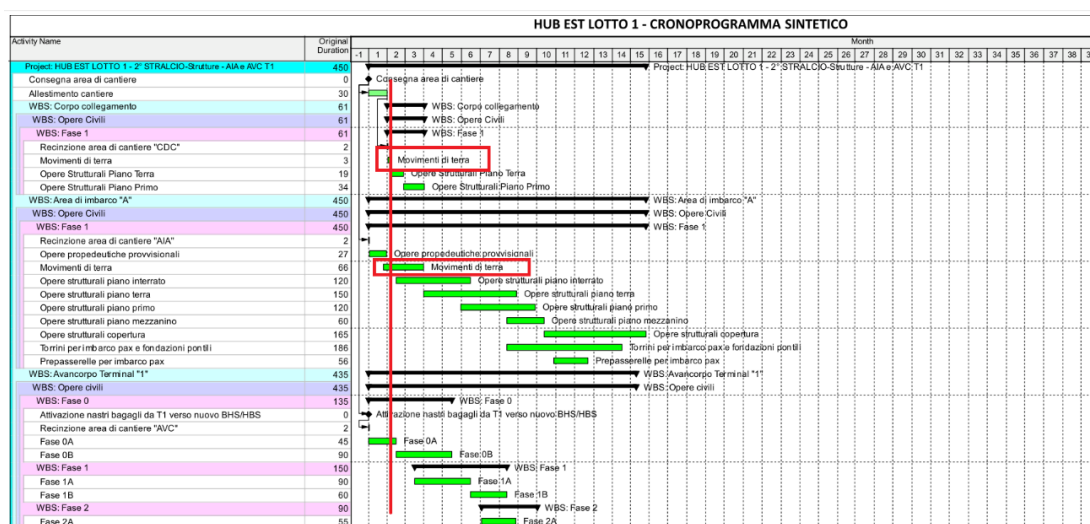 HUB EST LOTTO 1 - CRONOPROGRAMMA SINTETICO
Activity Name Original Duration Month
-1 1 2 3 4 5 6 7 8 9 10 11 12 13 14 15 16 17 18 19 20 21 22 23 24 25 26 27 28 29 30 31 32 33 34 35 36 37 38
Project: HUB EST LOTTO 1 - 2° STRALCIO-Strutture - AIA e AVC T1 450 Project: HUB EST LOTTO 1 - 2° STRALCIO-Strutture - AIA e AVC T1
Consegna area di cantiere 0 Consegna area di cantiere
Allestimento cantiere 30
WBS: Corpo collegamento 61 WBS: Corpo collegamento
WBS: Opere Civili 61 WBS: Opere Civili
WBS: Fase 1 61 WBS: Fase 1
Recinzione area di cantiere "CDC" 2
Movimenti di terra 3 Movimenti di terra
Opere Strutturali Piano Terra 19 Opere Strutturali Piano Terra
Opere Strutturali Piano Primo 34 Opere Strutturali Piano Primo
WBS: Area di imbarco "A" 450 WBS: Area di imbarco "A"
WBS: Opere Civili 450 WBS: Opere Civili
WBS: Fase 1 450 WBS: Fase 1
Recinzione area di cantiere "AIA" 2
Opere propedeutiche provvisionali 27 Opere propedeutiche provvisionali
Movimenti di terra 66 Movimenti di terra
Opere strutturali piano interrato 120 Opere strutturali piano interrato
Opere strutturali piano terra 150 Opere strutturali piano terra
Opere strutturali piano primo 120 Opere strutturali piano primo
Opere strutturali piano mezzanino 60 Opere strutturali piano mezzanino
Opere strutturali copertura 165 Opere strutturali copertura
Torrini per imbarco pax e fondazioni pontili 186 Torrini per imbarco pax e fondazioni pontili
Prepasserelle per imbarco pax 56 Prepasserelle per imbarco pax
WBS: Avancorpo Terminal "1" 435 WBS: Avancorpo Terminal "1"
WBS: Opere civili 435 WBS: Opere civili
WBS: Fase 0 135 WBS: Fase 0
Attivazione nastri bagagli da T1 verso nuovo BHS/HBS 0 Attivazione nastri bagagli da T1 verso nuovo BHS/HBS
Recinzione area di cantiere "AVC" 2
Fase 0A 45 Fase 0A
Fase 0B 90 Fase 0B
WBS: Fase 1 150 WBS: Fase 1
Fase 1A 90 Fase 1A
Fase 1B 60 Fase 1B
WBS: Fase 2 90 WBS: Fase 2
Fase 2A 55 Fase 2A